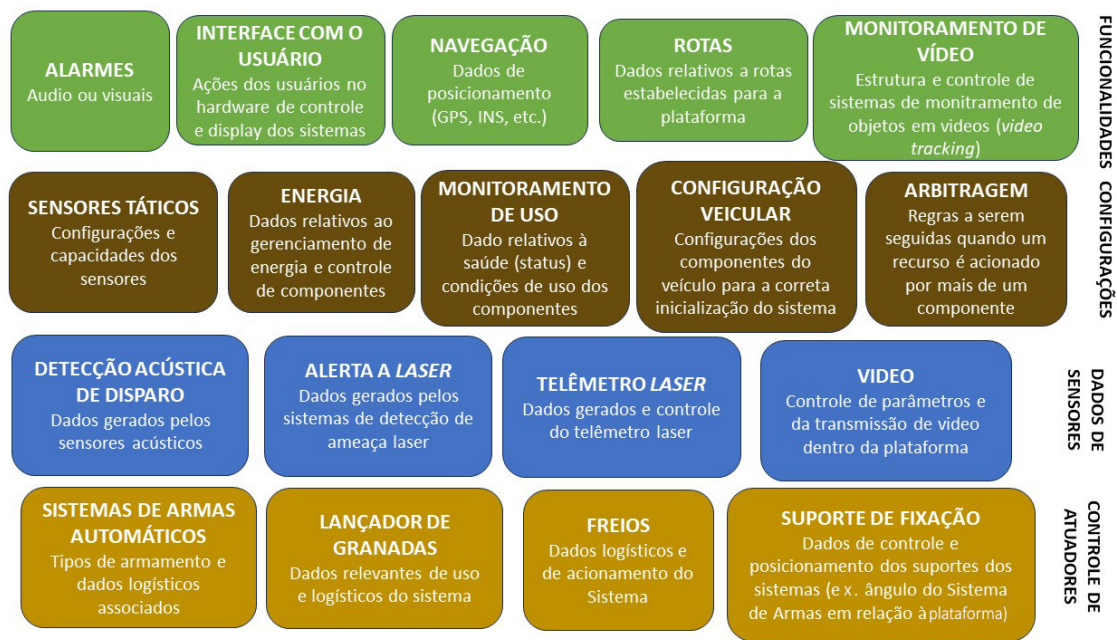 ALARMES
Audio ou visuais
INTERFACE COM O
USUÁRIO
Ações dos usuários no
hardware de controle
e display dos sistemas
NAVEGAÇÃO
Dados de
posicionamento
(GPS, INS, etc.)
ROTAS
Dados relativos a rotas
estabelecidas para a
plataforma
MONITORAMENTO DE
VÍDEO
Estrutura e controle de
sistemas de monitramento de
objetos em videos (video
tracking)
FUNCIONALIDADES
SENSORES TÁTICOS
Configurações e
capacidades dos
sensores
ENERGIA
Dados relativos ao
gerenciamento de
energia e controle
de componentes
MONITORAMENTO
DE USO
Dado relativos à
saúde (status) e
condições de uso dos
componentes
CONFIGURAÇÃO
VEICULAR
Configurações dos
componentes do
veículo para a correta
inicialização do sistema
ARBITRAGEM
Regras a serem
seguidas quando um
recurso é acionado
por mais de um
componente
CONFIGURAÇÕES
DETECÇÃO ACÚSTICA
DE DISPARO
Dados gerados pelos
sensores acústicos
ALERTA A LASER
Dados gerados pelos
sistemas de detecção de
ameaça laser
TELÊMETRO LASER
Dados gerados e controle
do telêmetro laser
VIDEO
Controle de parâmetros e
da transmissão de video
dentro da plataforma
DADOS DE
SENSORES
SISTEMAS DE ARMAS
AUTOMÁTICOS
Tipos de armamento e
dados logísticos
associados
LANÇADOR DE
GRANADAS
Dados relevantes de uso
e logísticos do sistema
FREIOS
Dados logísticos e
de acionamento do
Sistema
SUPORTE DE FIXAÇÃO
Dados de controle e
posicionamento dos suportes dos
sistemas (e x. ângulo do Sistema
de Armas em relação à plataforma)
CONTROLE DE
ATUADORES